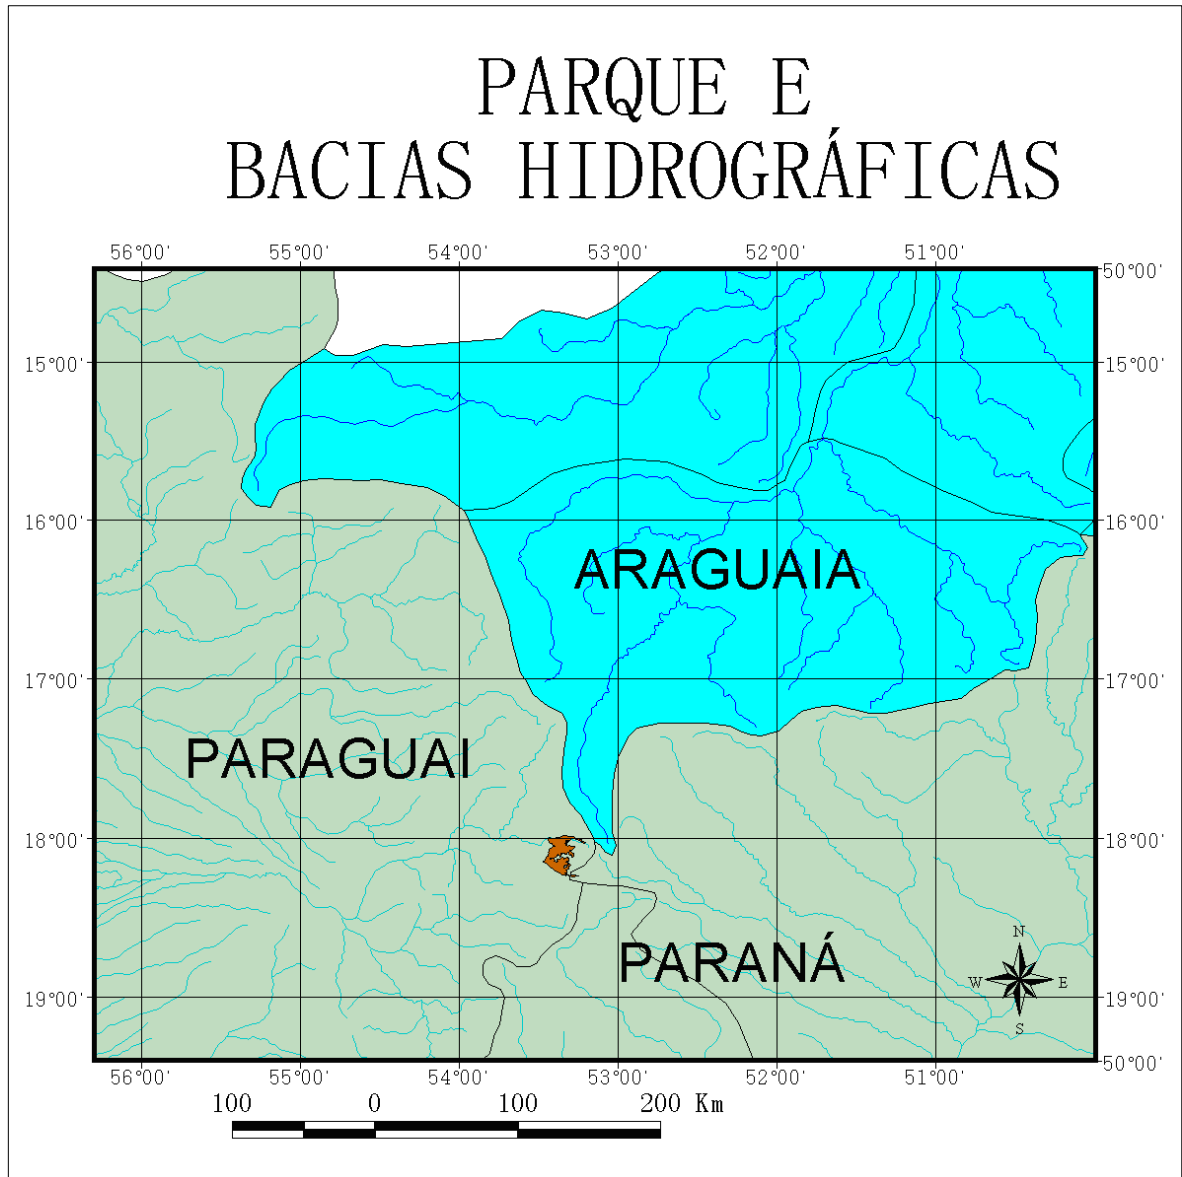 PARQUE E
BACIAS HIDROGRÁFICAS
56°00' 55°00' 54°00' 53°00' 52°00' 51°00'
50°00'
15°00' 15°00'
16°00' 16°00'
ARAGUAIA
17°00' 17°00'
PARAGUAI
18°00' 18°00'
N
PARANÁ
W E
19°00' 19°00'
S
50°00'
56°00' 55°00' 54°00' 53°00' 52°00' 51°00'
100 0 100 200 Km